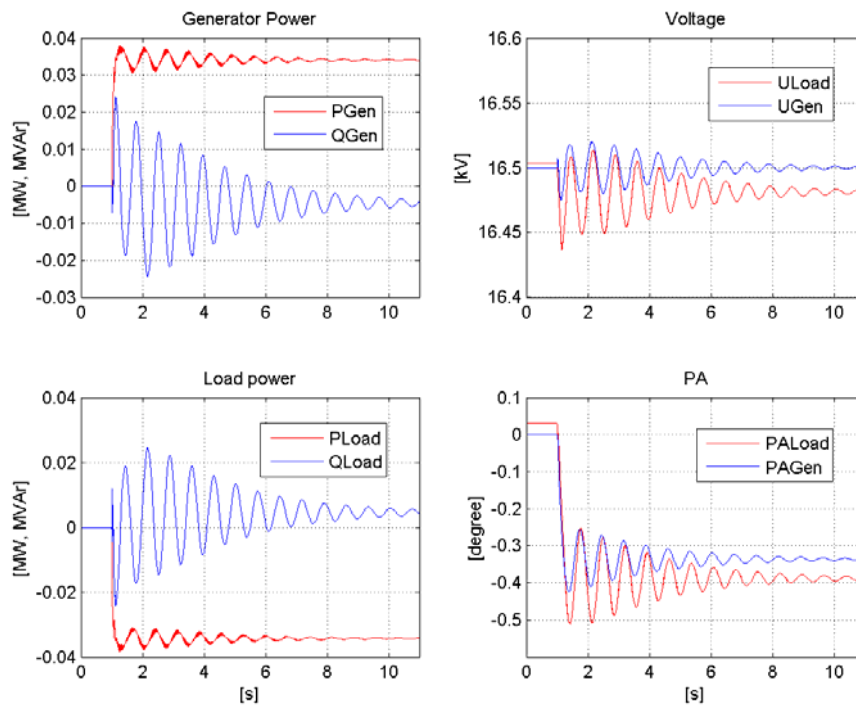 Generator Power
0.04
0.03
0.02
0.01
0
-0.01
-0.02
-0.03
[MW, MVAr]
PGen
QGen
0 2 4 6 8 10
Voltage
16.6
16.55
16.5
16.45
16.4
[kV]
ULoad
UGen
0 2 4 6 8 10
Load power
0.04
0.02
0
-0.02
-0.04
[MW, MVAr]
PLoad
QLoad
0 2 4 6 8 10
[s]
PA
0.1
0
-0.1
-0.2
-0.3
-0.4
-0.5
[degree]
PALoad
PAGen
0 2 4 6 8 10
[s]